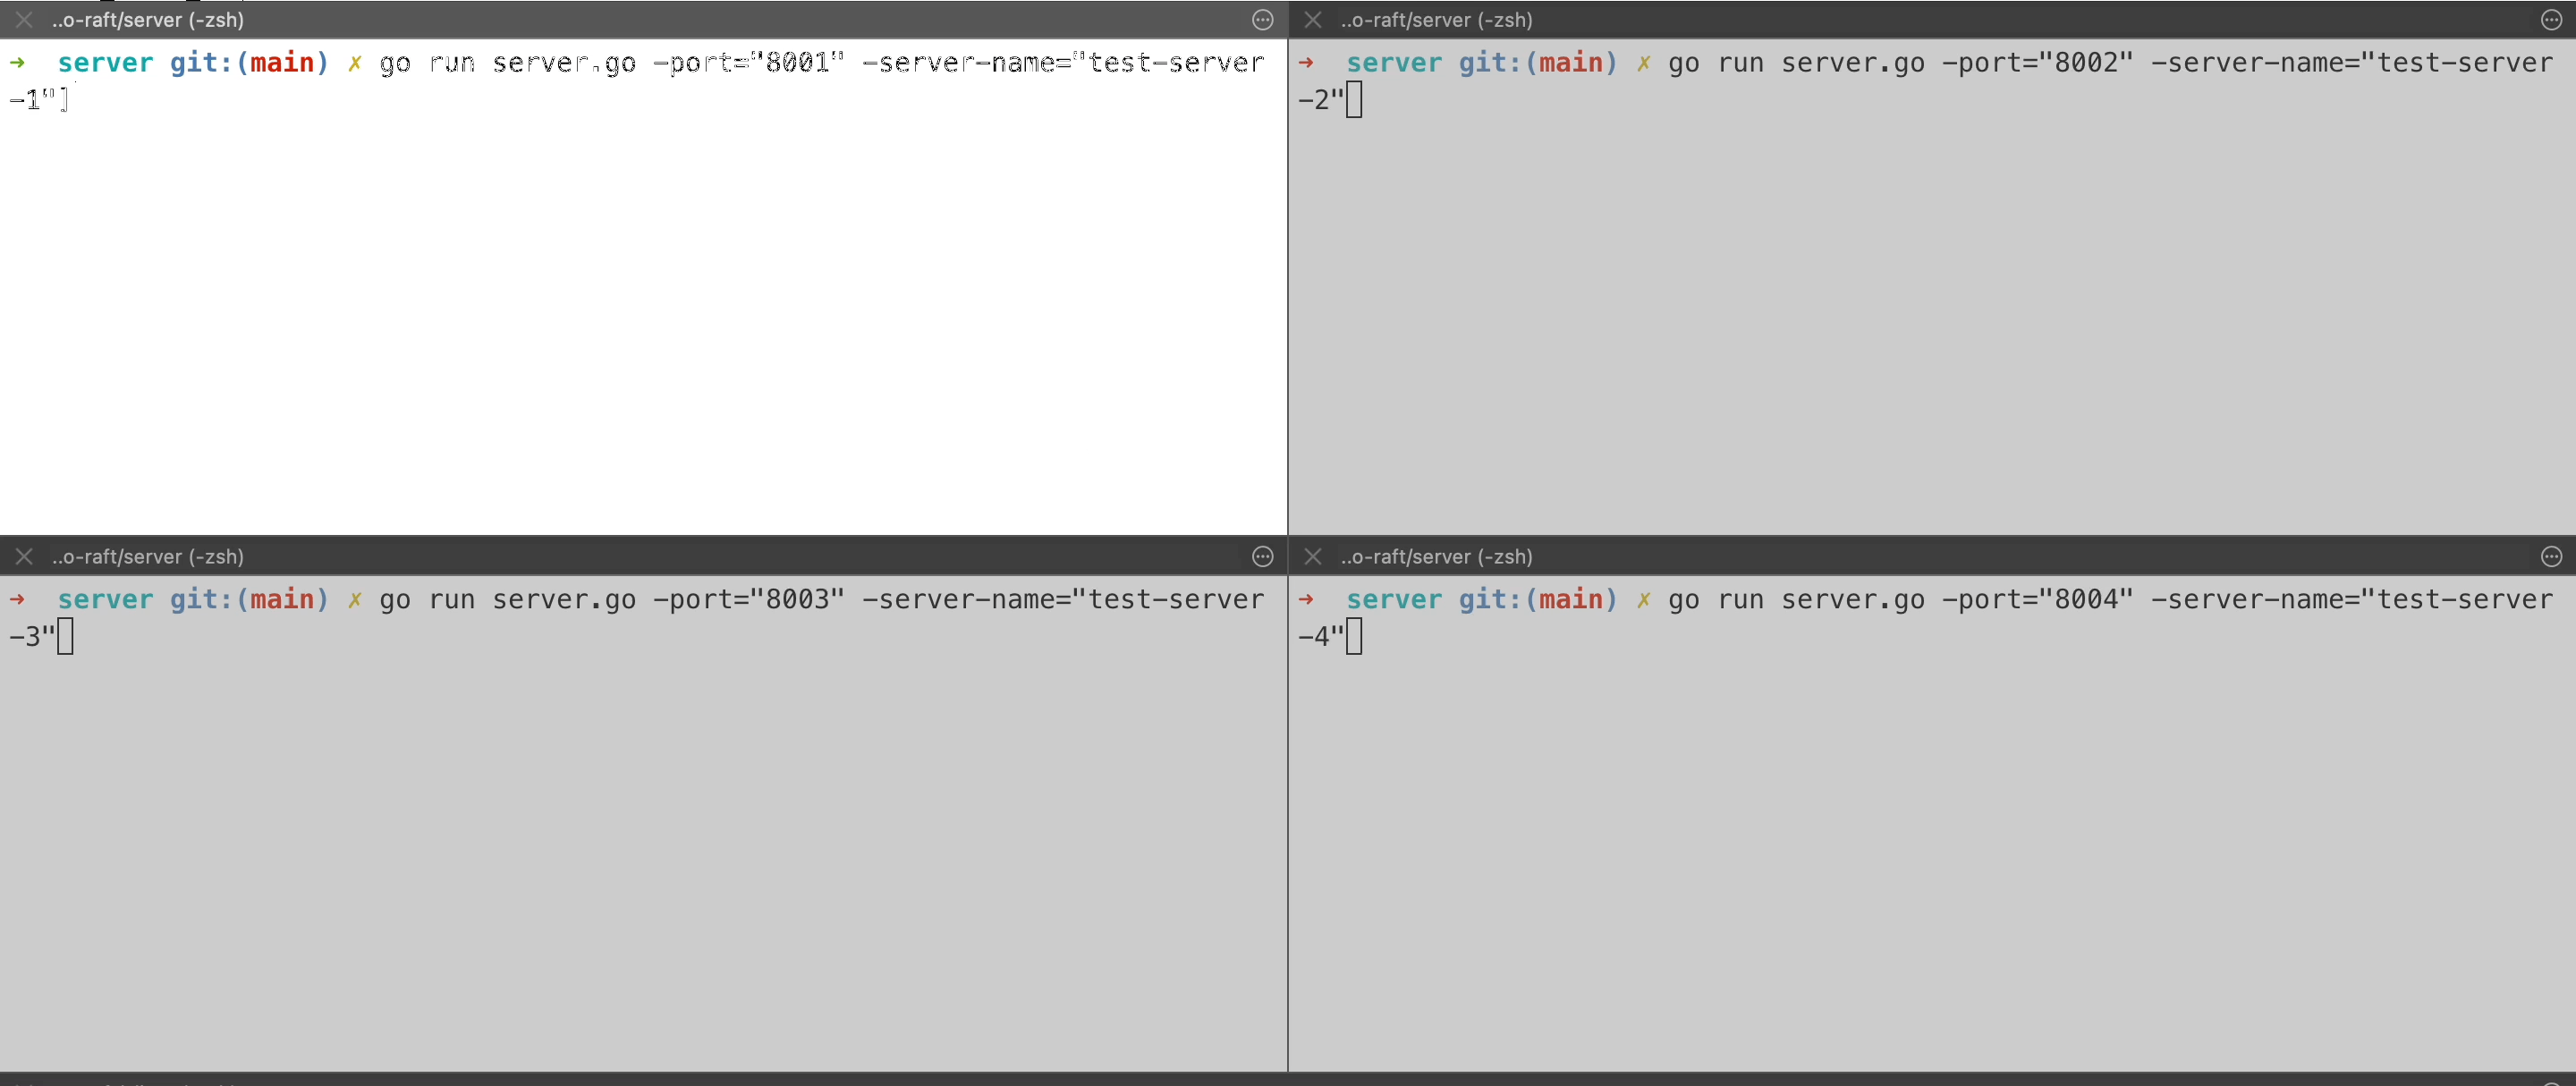 ..o-raft/server (-zsh)
➜ server git:(main) ✗ go run server.go -port="8001" -server-name="test-server
-1"
..o-raft/server (-zsh)
➜ server git:(main) ✗ go run server.go -port="8002" -server-name="test-server
-2"
..o-raft/server (-zsh)
➜ server git:(main) ✗ go run server.go -port="8003" -server-name="test-server
-3"
..o-raft/server (-zsh)
➜ server git:(main) ✗ go run server.go -port="8004" -server-name="test-server
-4"